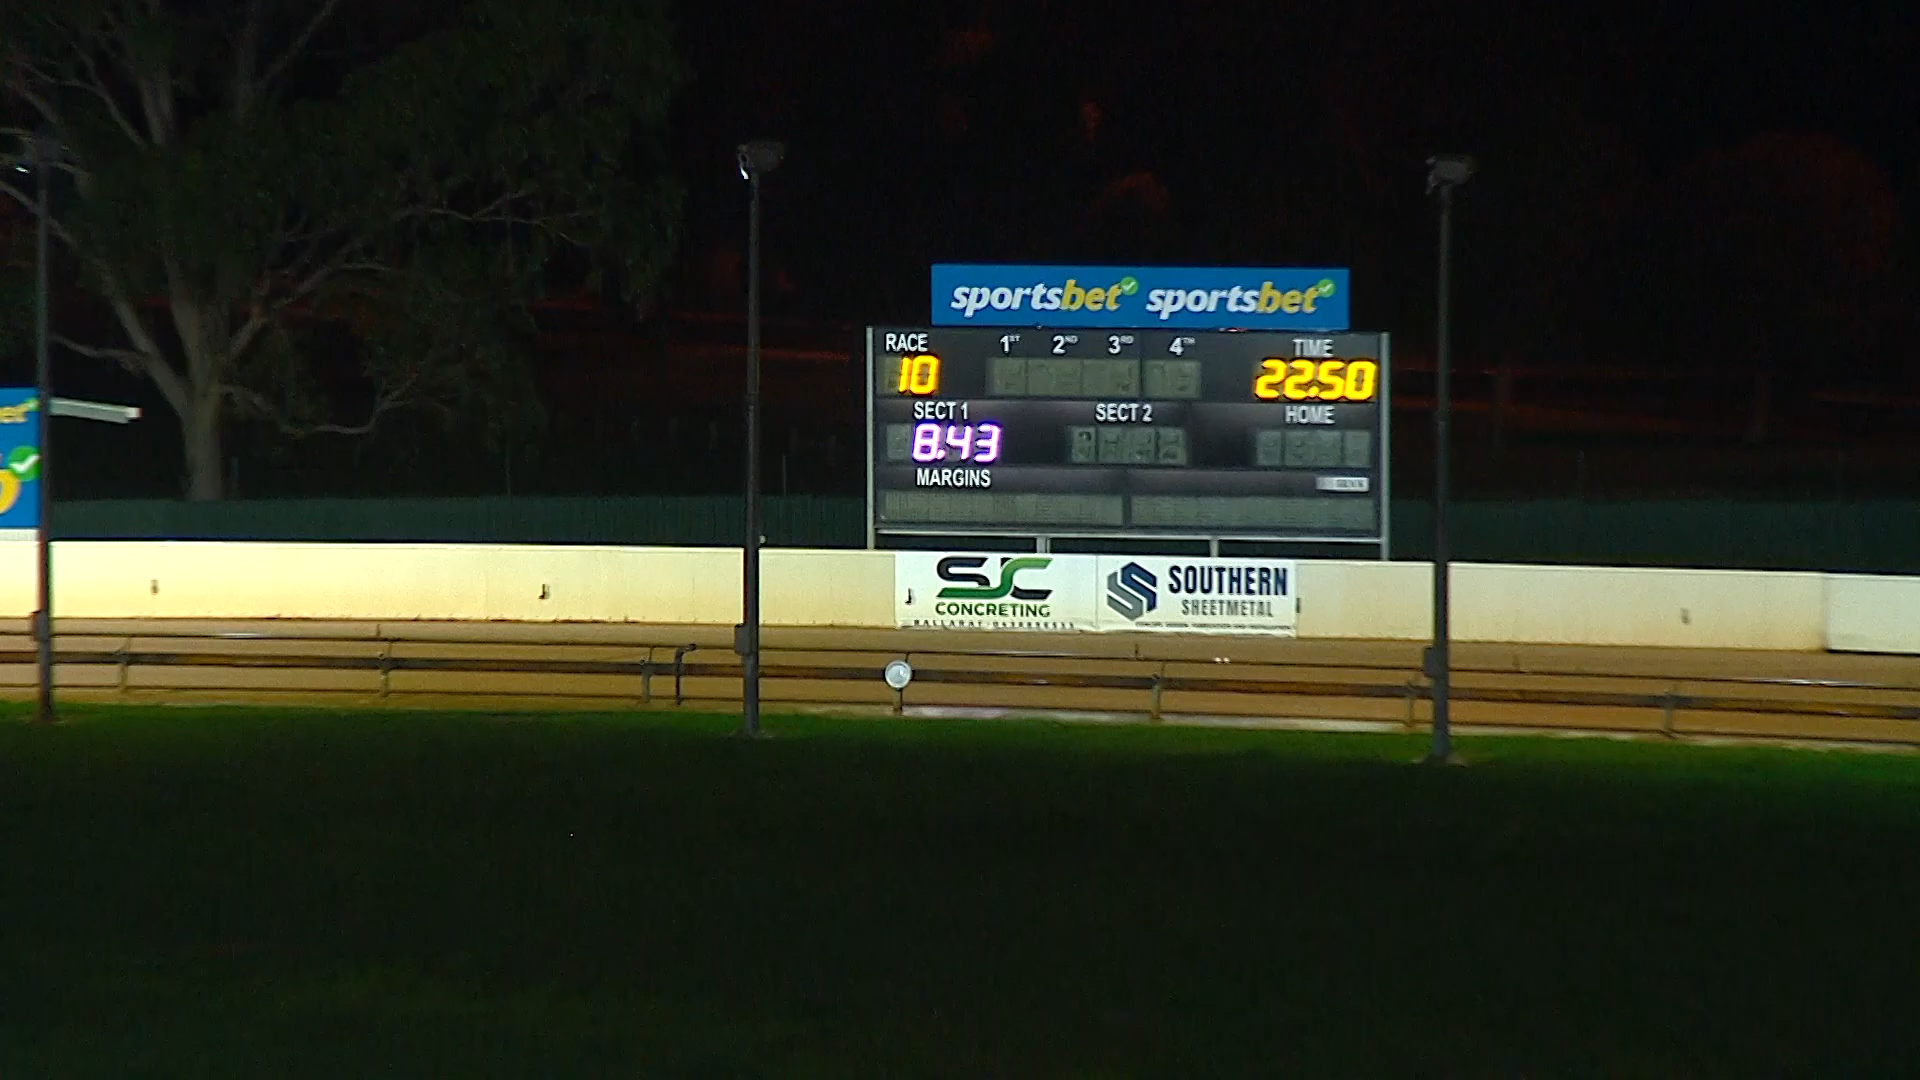 sportsbet sportsbet
RACE 1ST 2ND 3RD 4TH TIME
10 22.50
SECT 1 SECT 2 HOME
8.43
MARGINS
bet
SJC
CONCRETING
SOUTHERN
SHEETMETAL